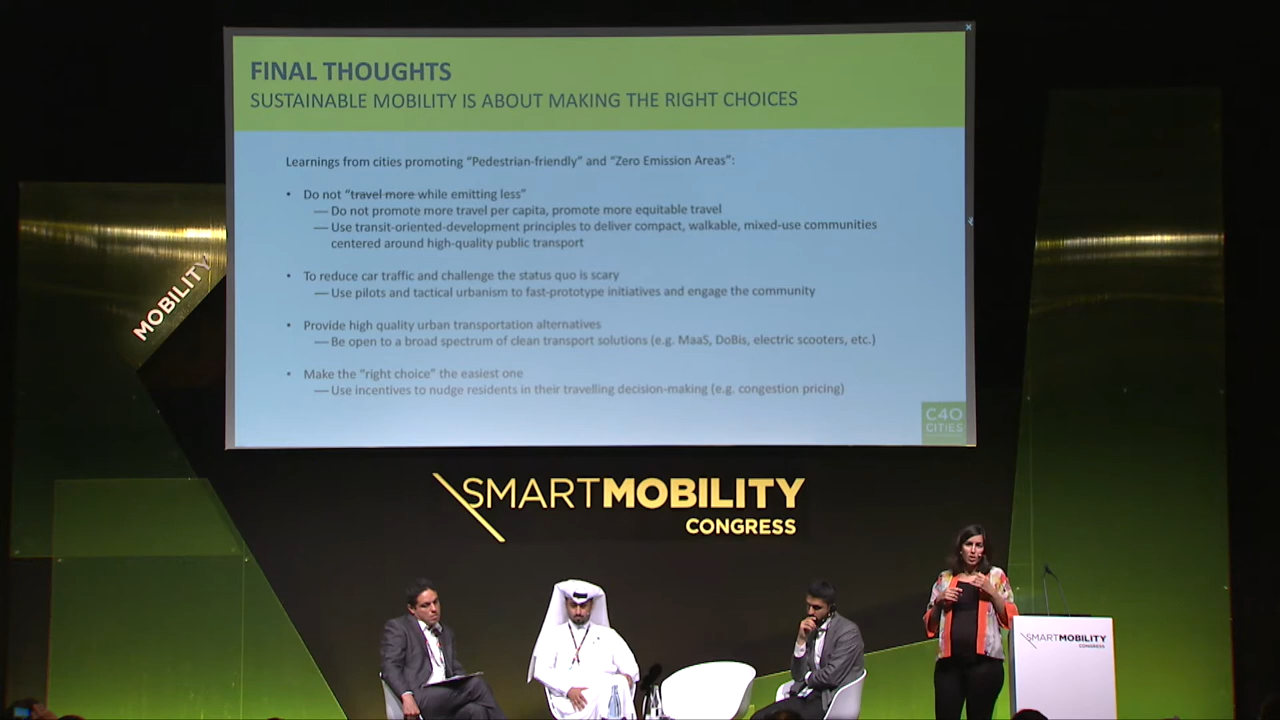 FINAL THOUGHTS
SUSTAINABLE MOBILITY IS ABOUT MAKING THE RIGHT CHOICES
Learnings from cities promoting "Pedestrian-friendly" and "Zero Emission Areas":
• Do not "travel more while emitting less"
— Do not promote more travel per capita, promote more equitable travel
— Use transit-oriented-development principles to deliver compact, walkable, mixed-use communities
centered around high-quality public transport
• To reduce car traffic and challenge the status quo is scary
— Use pilots and tactical urbanism to fast-prototype initiatives and engage the community
• Provide high quality urban transportation alternatives
— Be open to a broad spectrum of clean transport solutions (e.g. MaaS, DoBis, electric scooters, etc.)
• Make the "right choice" the easiest one
— Use incentives to nudge residents in their travelling decision-making (e.g. congestion pricing)
C40
CITIES
MOBILITY
SMARTMOBILITY
CONGRESS
SMARTMOBILITY
CONGRESS